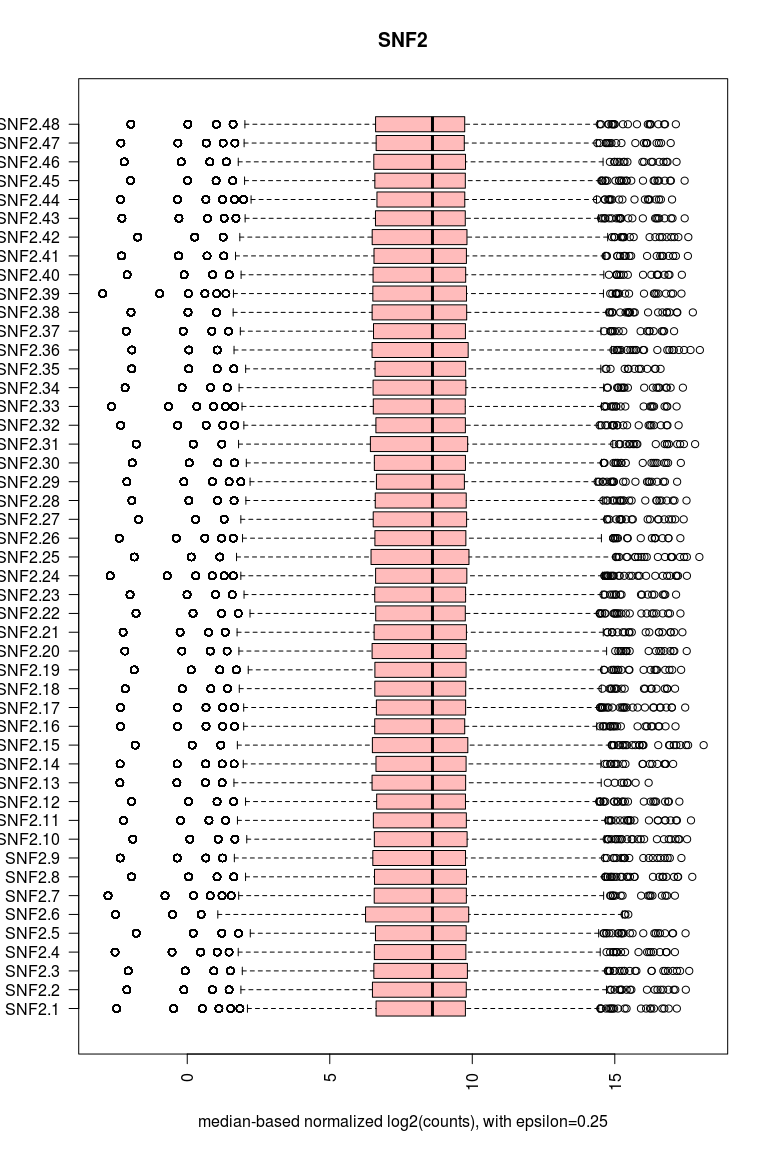 SNF2
SNF2.48
SNF2.47
SNF2.46
SNF2.45
SNF2.44
SNF2.43
SNF2.42
SNF2.41
SNF2.40
SNF2.39
SNF2.38
SNF2.37
SNF2.36
SNF2.35
SNF2.34
SNF2.33
SNF2.32
SNF2.31
SNF2.30
SNF2.29
SNF2.28
SNF2.27
SNF2.26
SNF2.25
SNF2.24
SNF2.23
SNF2.22
SNF2.21
SNF2.20
SNF2.19
SNF2.18
SNF2.17
SNF2.16
SNF2.15
SNF2.14
SNF2.13
SNF2.12
SNF2.11
SNF2.10
SNF2.9
SNF2.8
SNF2.7
SNF2.6
SNF2.5
SNF2.4
SNF2.3
SNF2.2
SNF2.1
0 5 10 15
median-based normalized log2(counts), with epsilon=0.25